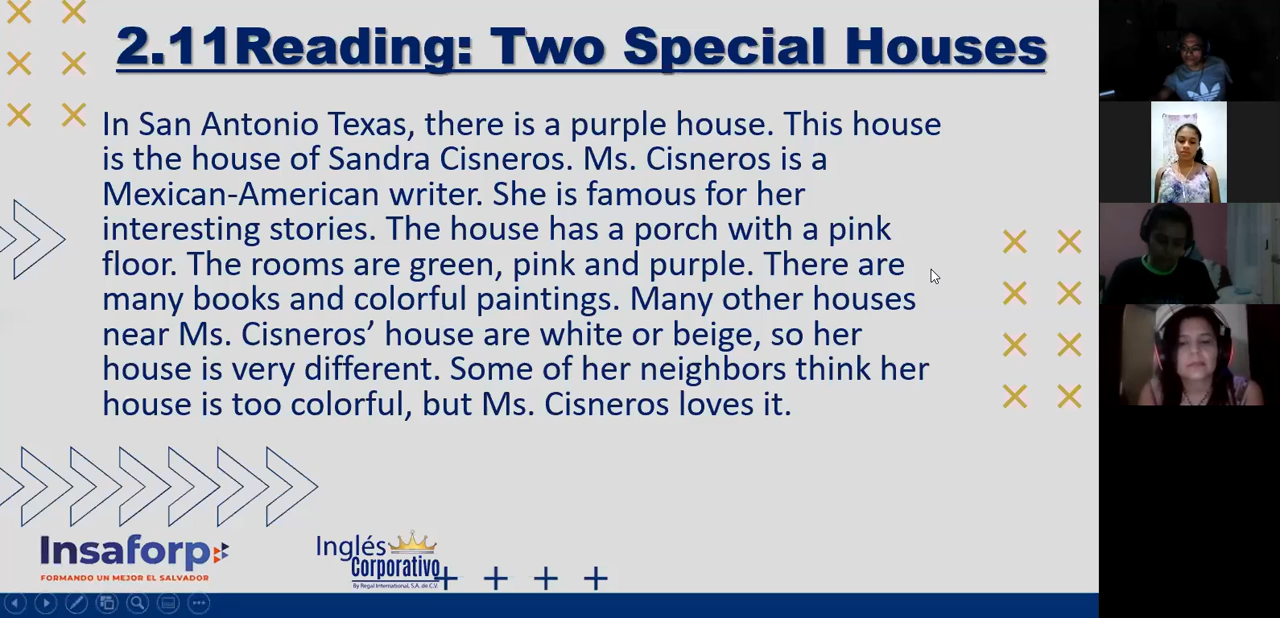 2.11Reading: Two Special Houses
In San Antonio Texas, there is a purple house. This house
is the house of Sandra Cisneros. Ms. Cisneros is a
Mexican-American writer. She is famous for her
interesting stories. The house has a porch with a pink
floor. The rooms are green, pink and purple. There are
many books and colorful paintings. Many other houses
near Ms. Cisneros’ house are white or beige, so her
house is very different. Some of her neighbors think her
house is too colorful, but Ms. Cisneros loves it.
Insaforp
FORMANDO UN MEJOR EL SALVADOR
Inglés
Corporativo
By Regal International, S.A. de C.V.